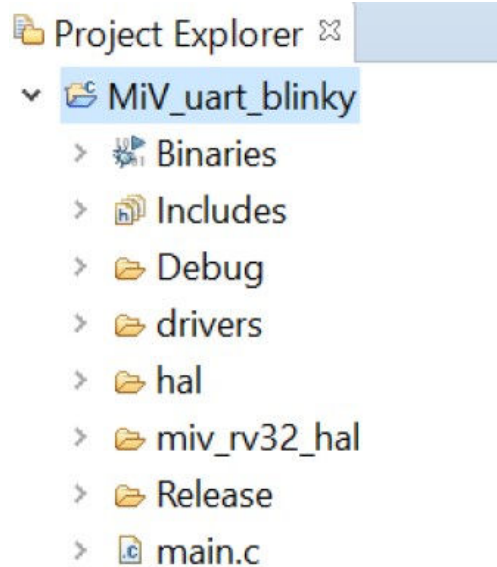 Project Explorer
MiV_uart_blinky
Binaries
Includes
Debug
drivers
hal
miv_rv32_hal
Release
main.c